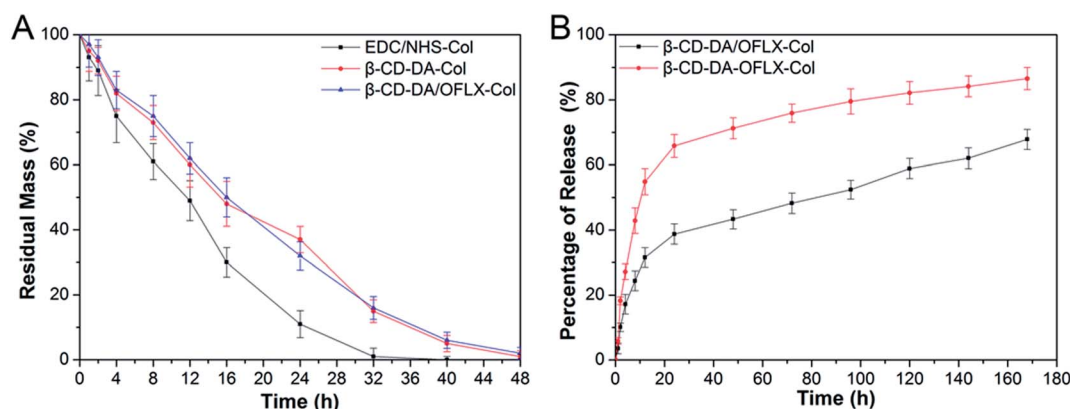 A
EDC/NHS-Col
β-CD-DA-Col
β-CD-DA/OFLX-Col
100
80
60
40
20
0
Residual Mass (%)
0 4 8 12 16 20 24 28 32 36 40 44 48
Time (h)
B
β-CD-DA/OFLX-Col
β-CD-DA-OFLX-Col
100
80
60
40
20
0
Percentage of Release (%)
0 20 40 60 80 100 120 140 160 180
Time (h)